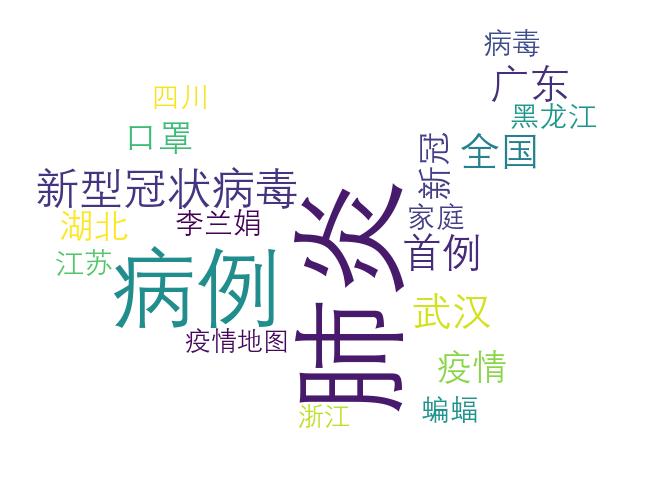 病毒
广东
四川
黑龙江
口罩
新冠
全国
新型冠状病毒
湖北
李兰娟
家庭
首例
江苏
病例
肺炎
武汉
疫情地图
疫情
浙江
蝙蝠